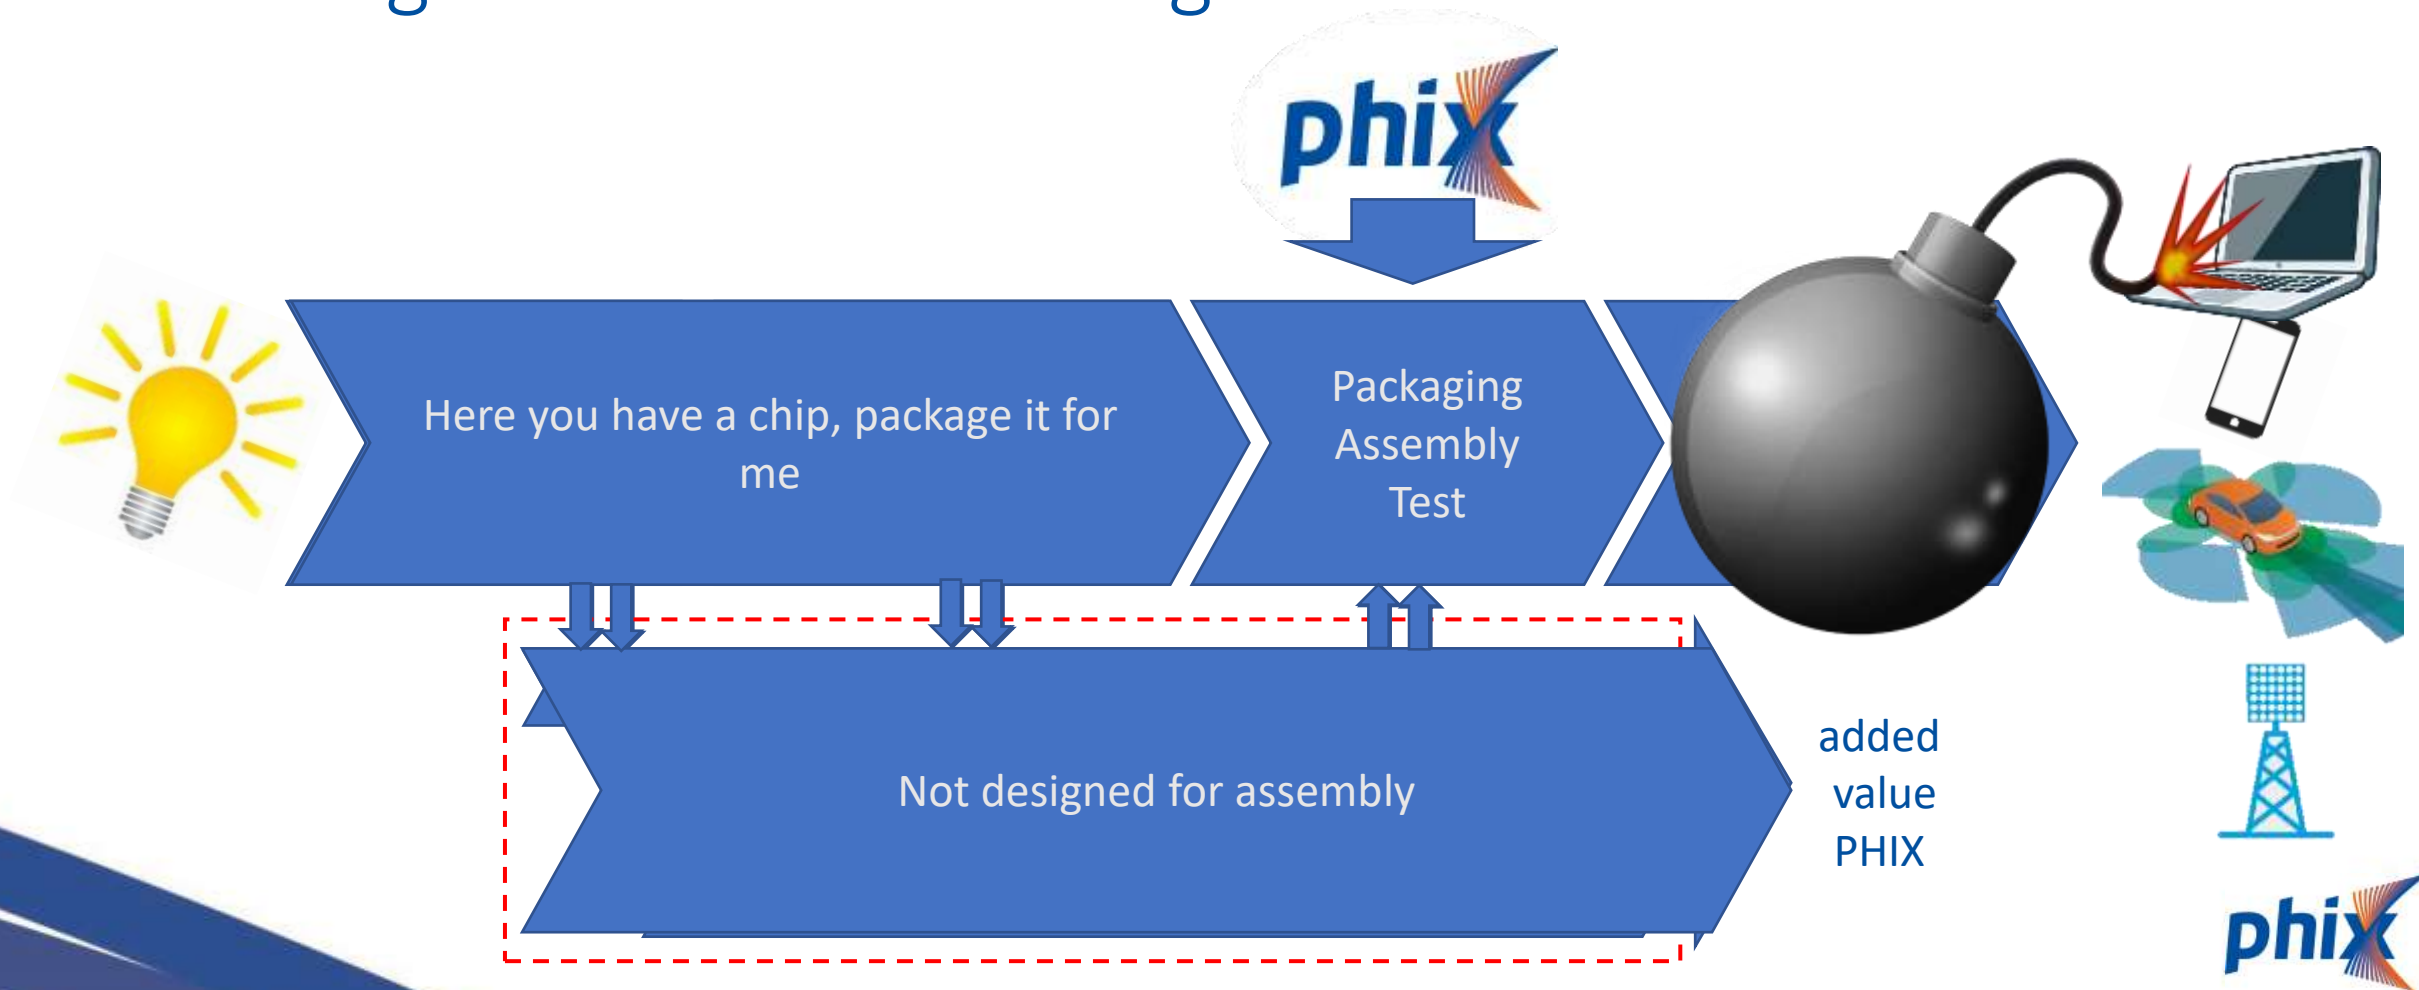 phix
Here you have a chip, package it for
me
Packaging
Assembly
Test
Not designed for assembly
added
value
PHIX
phix